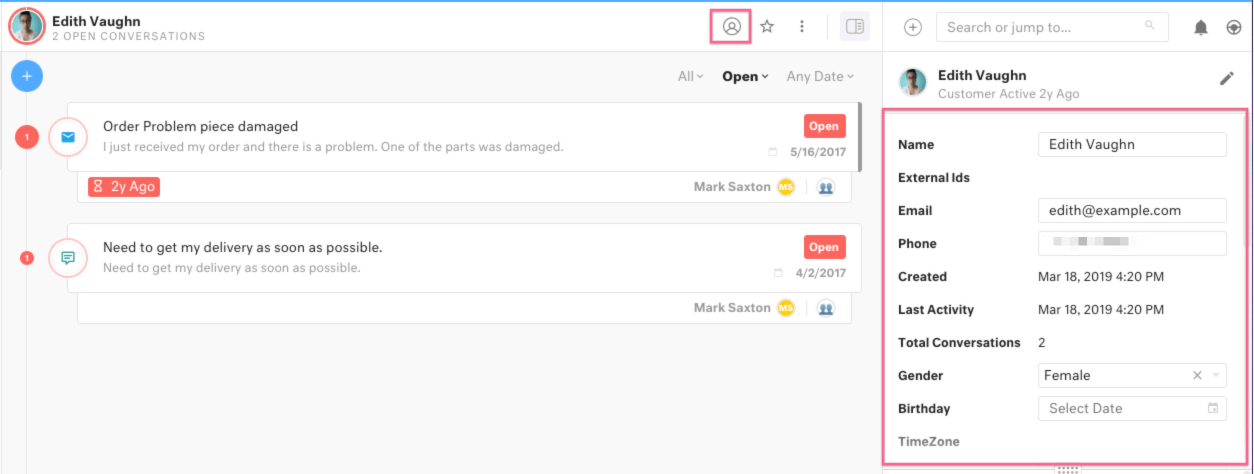 Edith Vaughn
2 OPEN CONVERSATIONS
Search or jump to...
All Open Any Date
1
Order Problem piece damaged
I just received my order and there is a problem. One of the parts was damaged.
Open
5/16/2017
2y Ago
Mark Saxton MS
1
Need to get my delivery as soon as possible.
Need to get my delivery as soon as possible.
Open
4/2/2017
Mark Saxton MS
Edith Vaughn
Customer Active 2y Ago
Name Edith Vaughn
External Ids
Email edith@example.com
Phone
Created Mar 18, 2019 4:20 PM
Last Activity Mar 18, 2019 4:20 PM
Total Conversations 2
Gender Female
Birthday Select Date
TimeZone